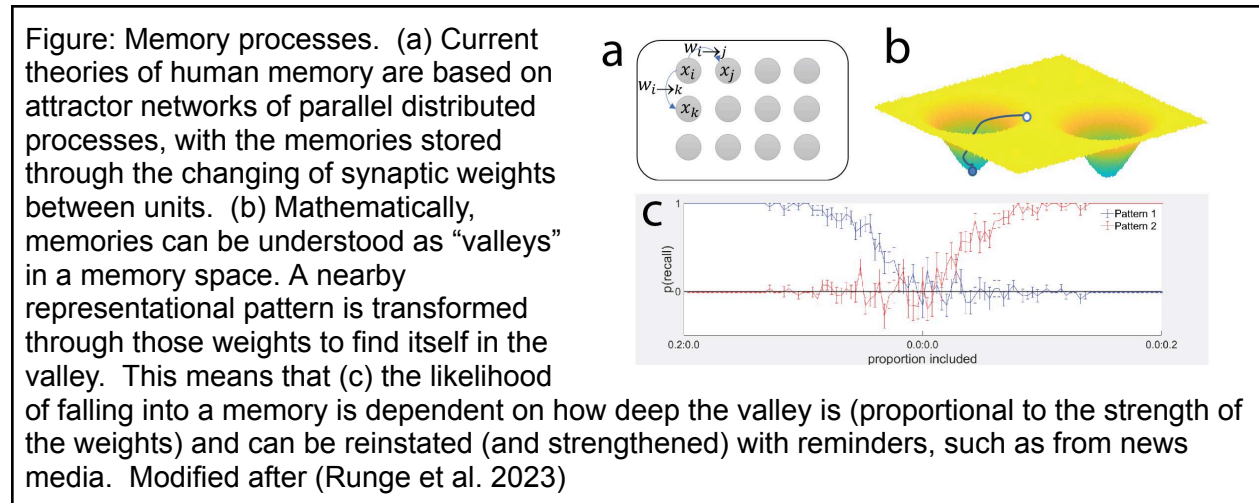 Figure: Memory processes. (a) Current
theories of human memory are based on
attractor networks of parallel distributed
processes, with the memories stored
through the changing of synaptic weights
between units. (b) Mathematically,
memories can be understood as “valleys”
in a memory space. A nearby
representational pattern is transformed
through those weights to find itself in the
valley. This means that (c) the likelihood
of falling into a memory is dependent on how deep the valley is (proportional to the strength of
the weights) and can be reinstated (and strengthened) with reminders, such as from news
media. Modified after (Runge et al. 2023)
a
w i→j
x i x j
w i→k
x k
b
c
1
Pattern 1
Pattern 2
p(recall)
0
0.2:0.0 0.0:0.0 0.0:0.2
proportion included